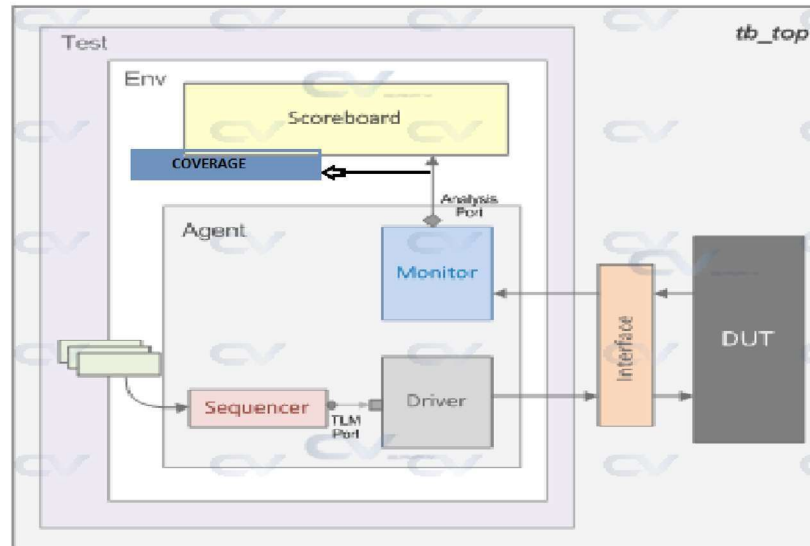 tb_top
Test
Env
Scoreboard
COVERAGE
Analysis
Port
Agent
Monitor
Interface
DUT
Sequencer
TLM
Port
Driver